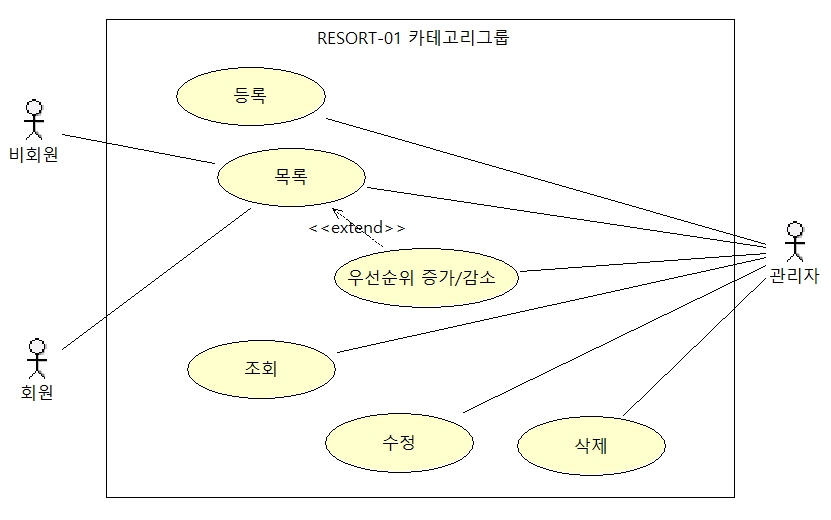 RESORT-01 카테고리그룹
등록
비회원
목록
<<extend>>
우선순위 증가/감소
관리자
조회
회원
수정
삭제